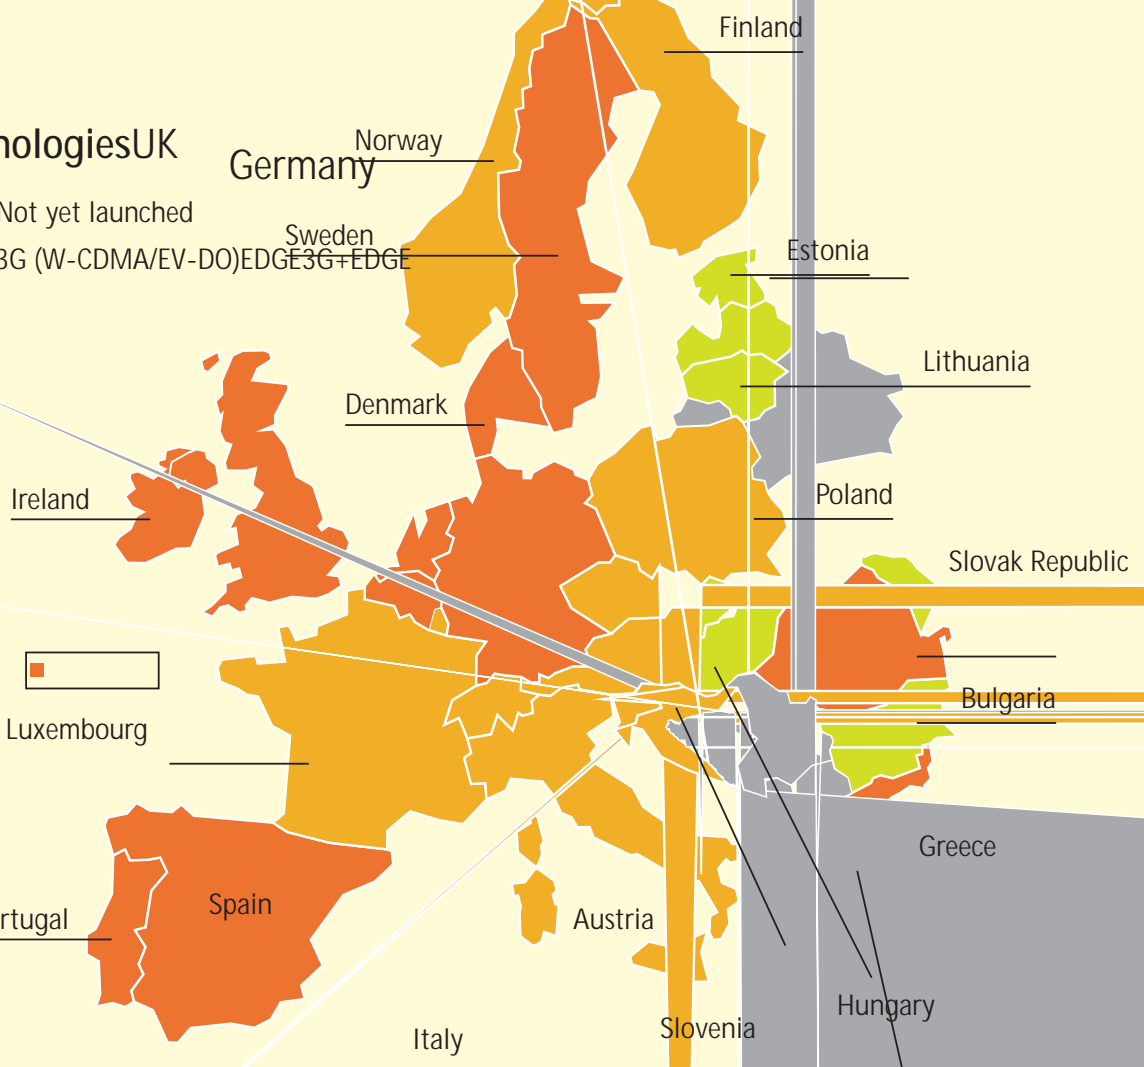 Finland
Norway
nologiesUK
Germany
Not yet launched
Sweden
Estonia
3G (W-CDMA/EV-DO)EDGE3G+EDGE
Lithuania
Denmark
Ireland
Poland
Slovak Republic
Bulgaria
Luxembourg
Greece
Spain
rtugal
Austria
Hungary
Slovenia
Italy